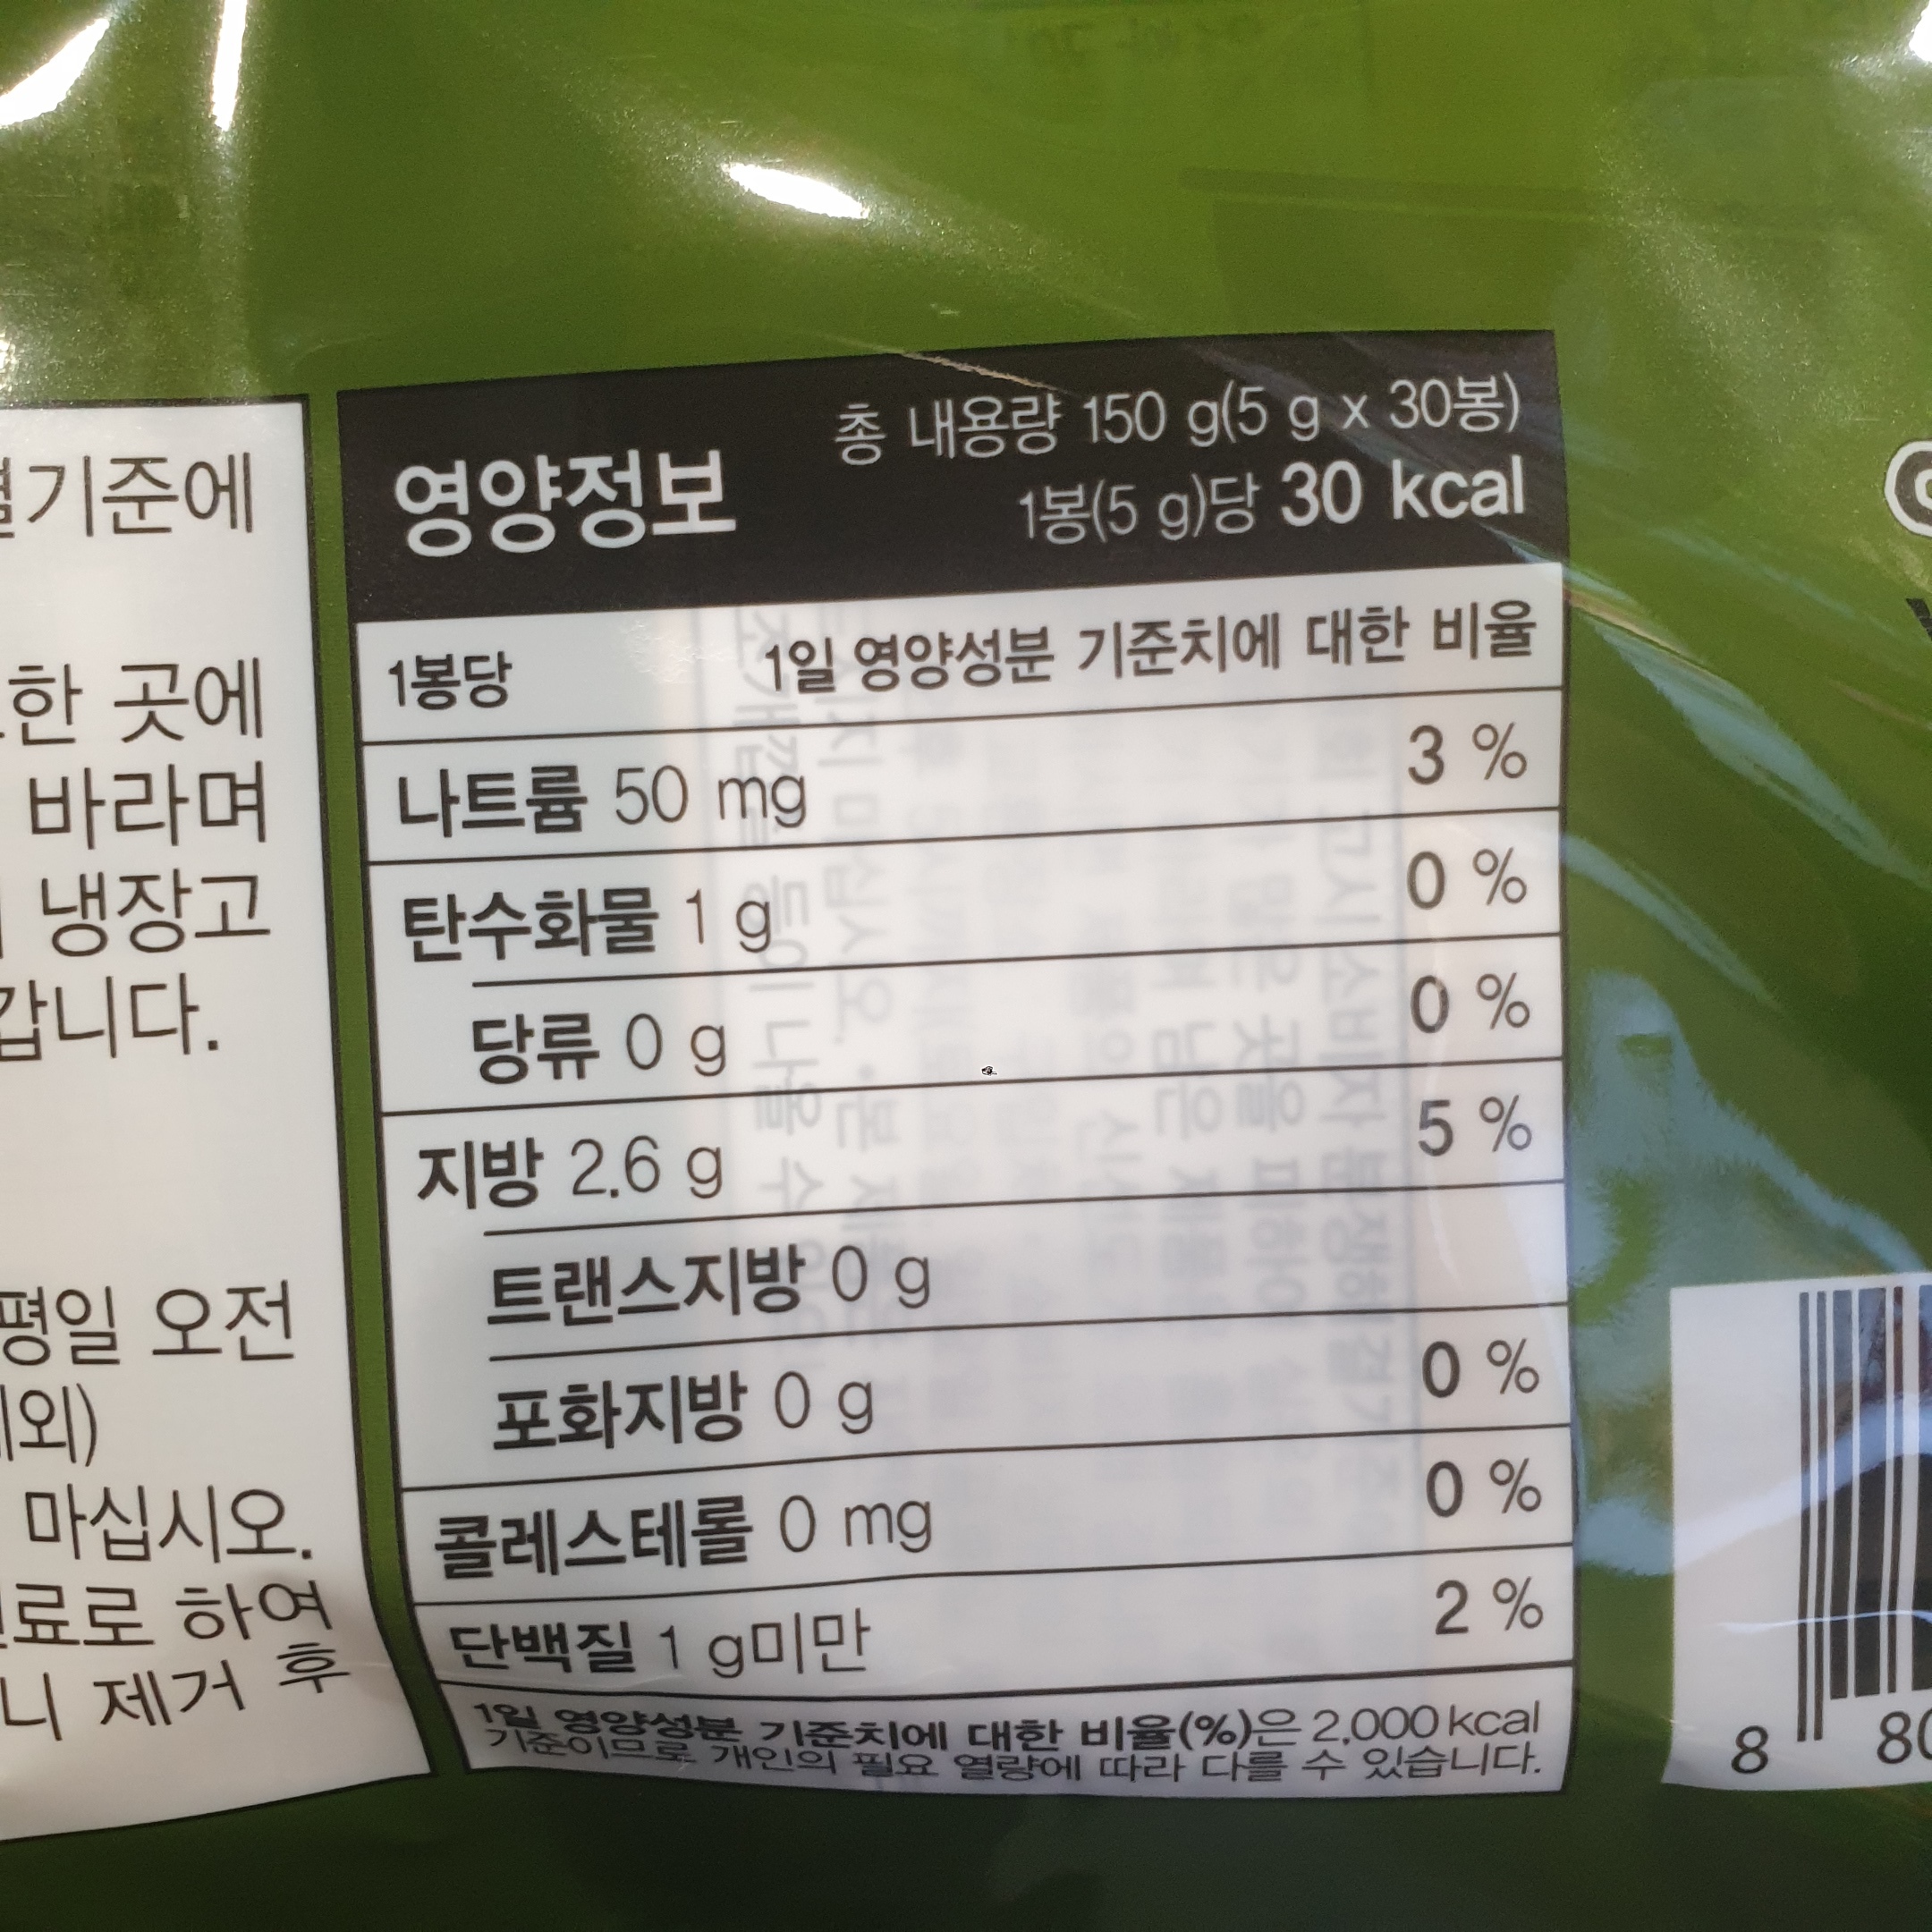 기준에
한 곳에
바라며
냉장고
갑니다.
평일 오전
외)
마십시오.
료로 하여
니 제거 후
영양정보
총 내용량 150 g(5 g x 30봉)
1봉(5 g)당 30 kcal
1봉당 1일 영양성분 기준치에 대한 비율
나트륨 50 mg 3 %
탄수화물 1 g 0 %
당류 0 g 0 %
지방 2.6 g 5 %
트랜스지방 0 g
포화지방 0 g 0 %
콜레스테롤 0 mg 0 %
단백질 1 g미만 2 %
1일 영양성분 기준치에 대한 비율(%)은 2,000 kcal
기준이므로 개인의 필요 열량에 따라 다를 수 있습니다.
8 80